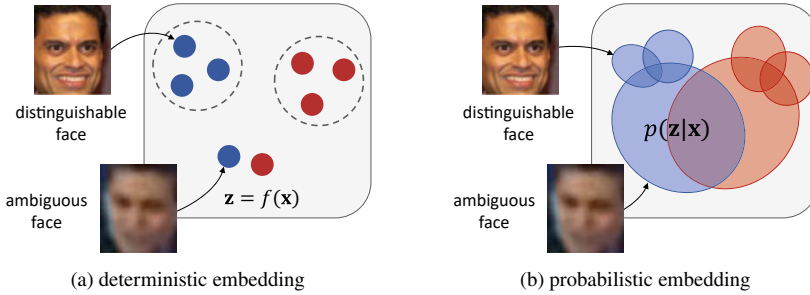 distinguishable
face
ambiguous
face
z = f(x)
(a) deterministic embedding
distinguishable
face
p(z|x)
ambiguous
face
(b) probabilistic embedding